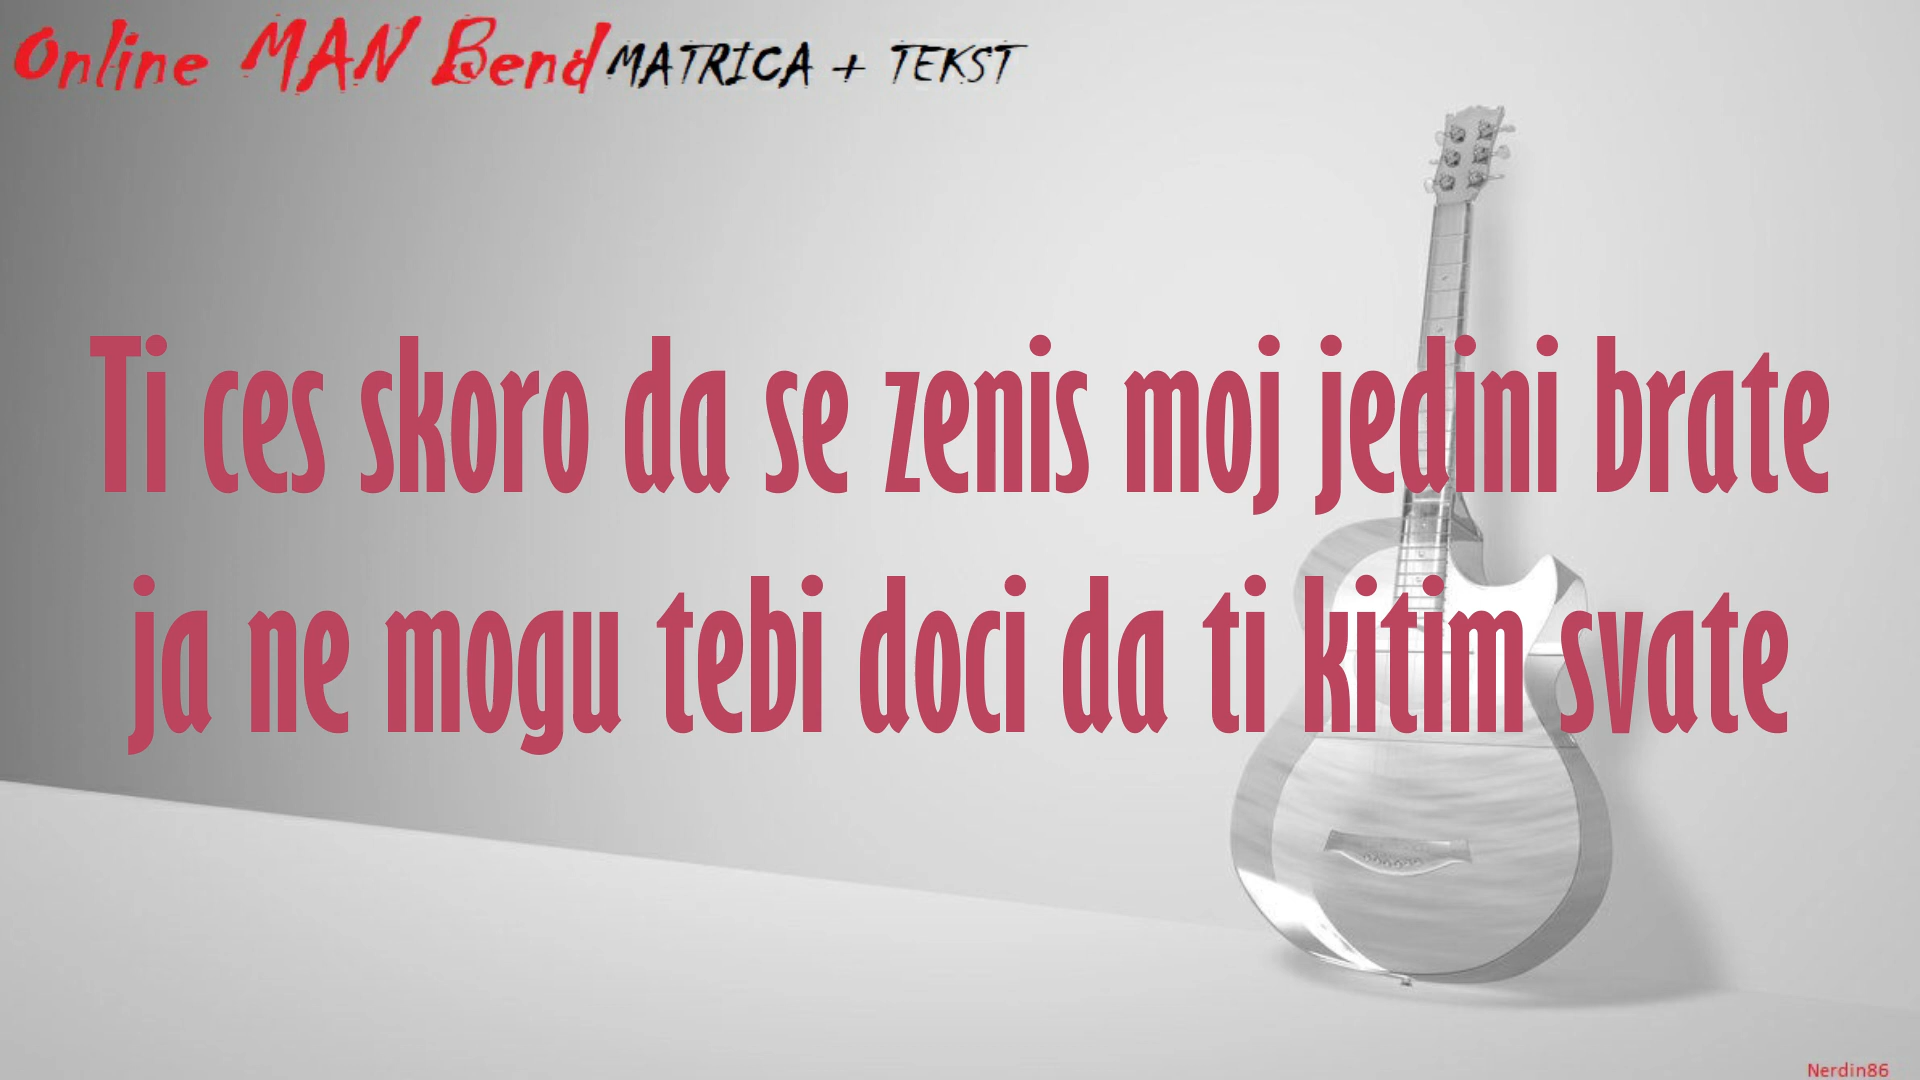 Online MAN Bend MATRICA + TEKST
Ti ces skoro da se zenis moj jedini brate
ja ne mogu tebi doci da ti kitim svate
Nerdin86